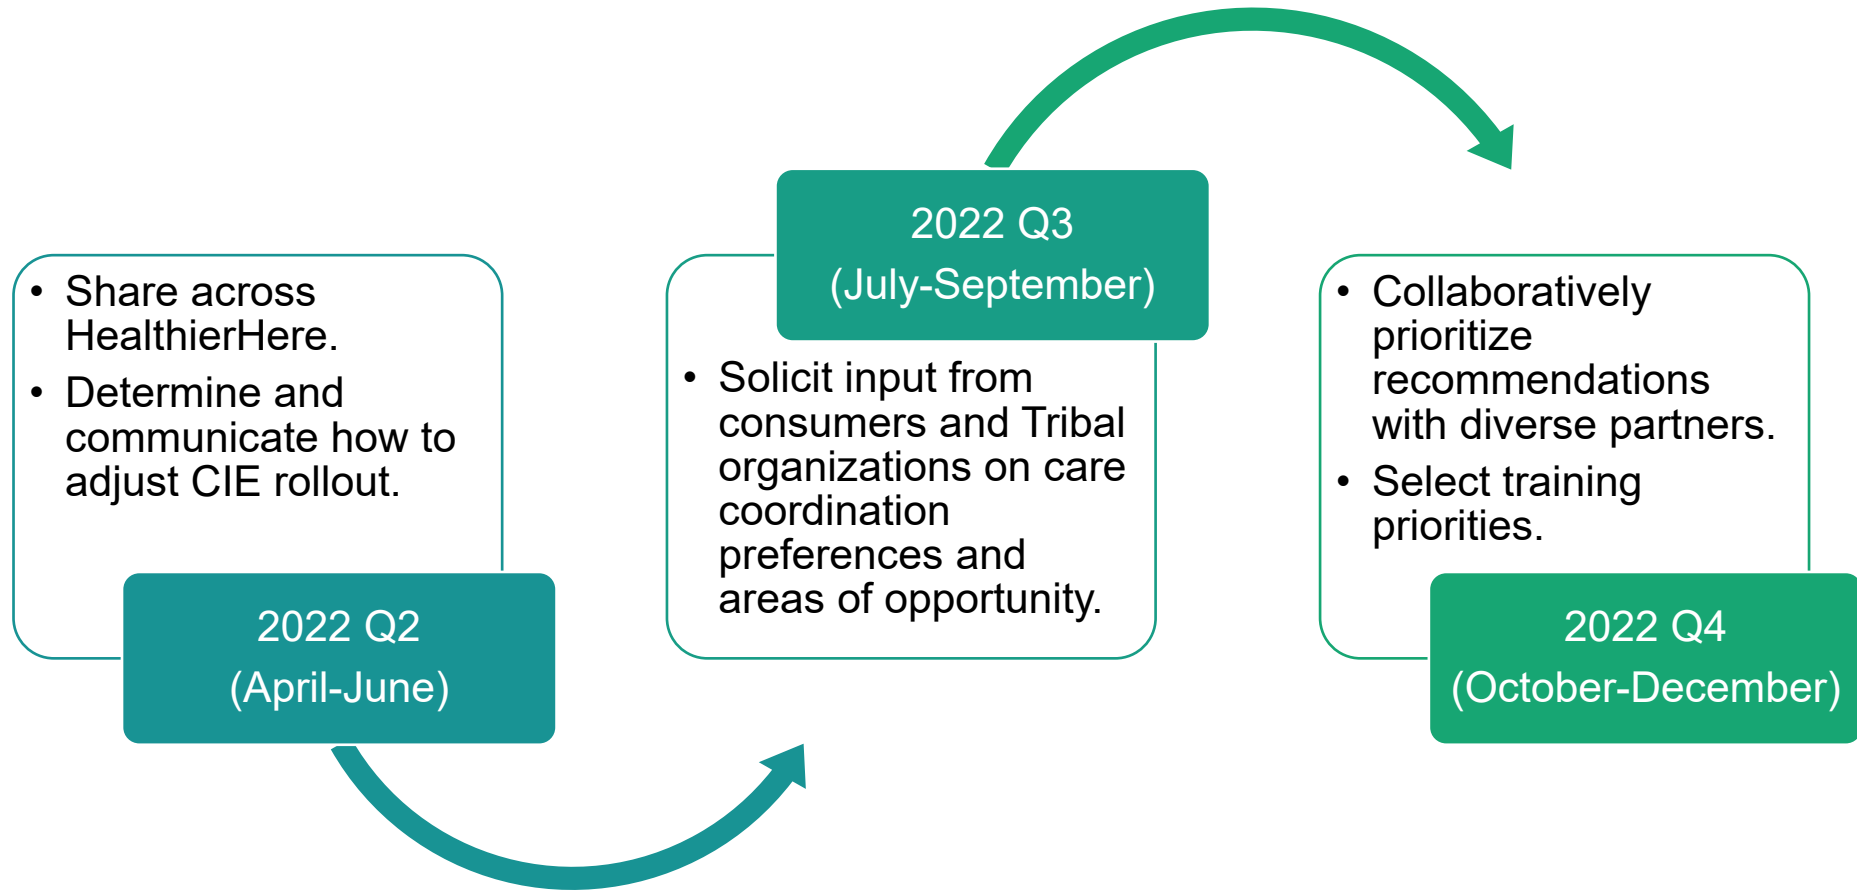 • Share across
HealthierHere.
• Determine and
communicate how to
adjust CIE rollout.
2022 Q2
(April-June)
2022 Q3
(July-September)
• Solicit input from
consumers and Tribal
organizations on care
coordination
preferences and
areas of opportunity.
• Collaboratively
prioritize
recommendations
with diverse partners.
• Select training
priorities.
2022 Q4
(October-December)